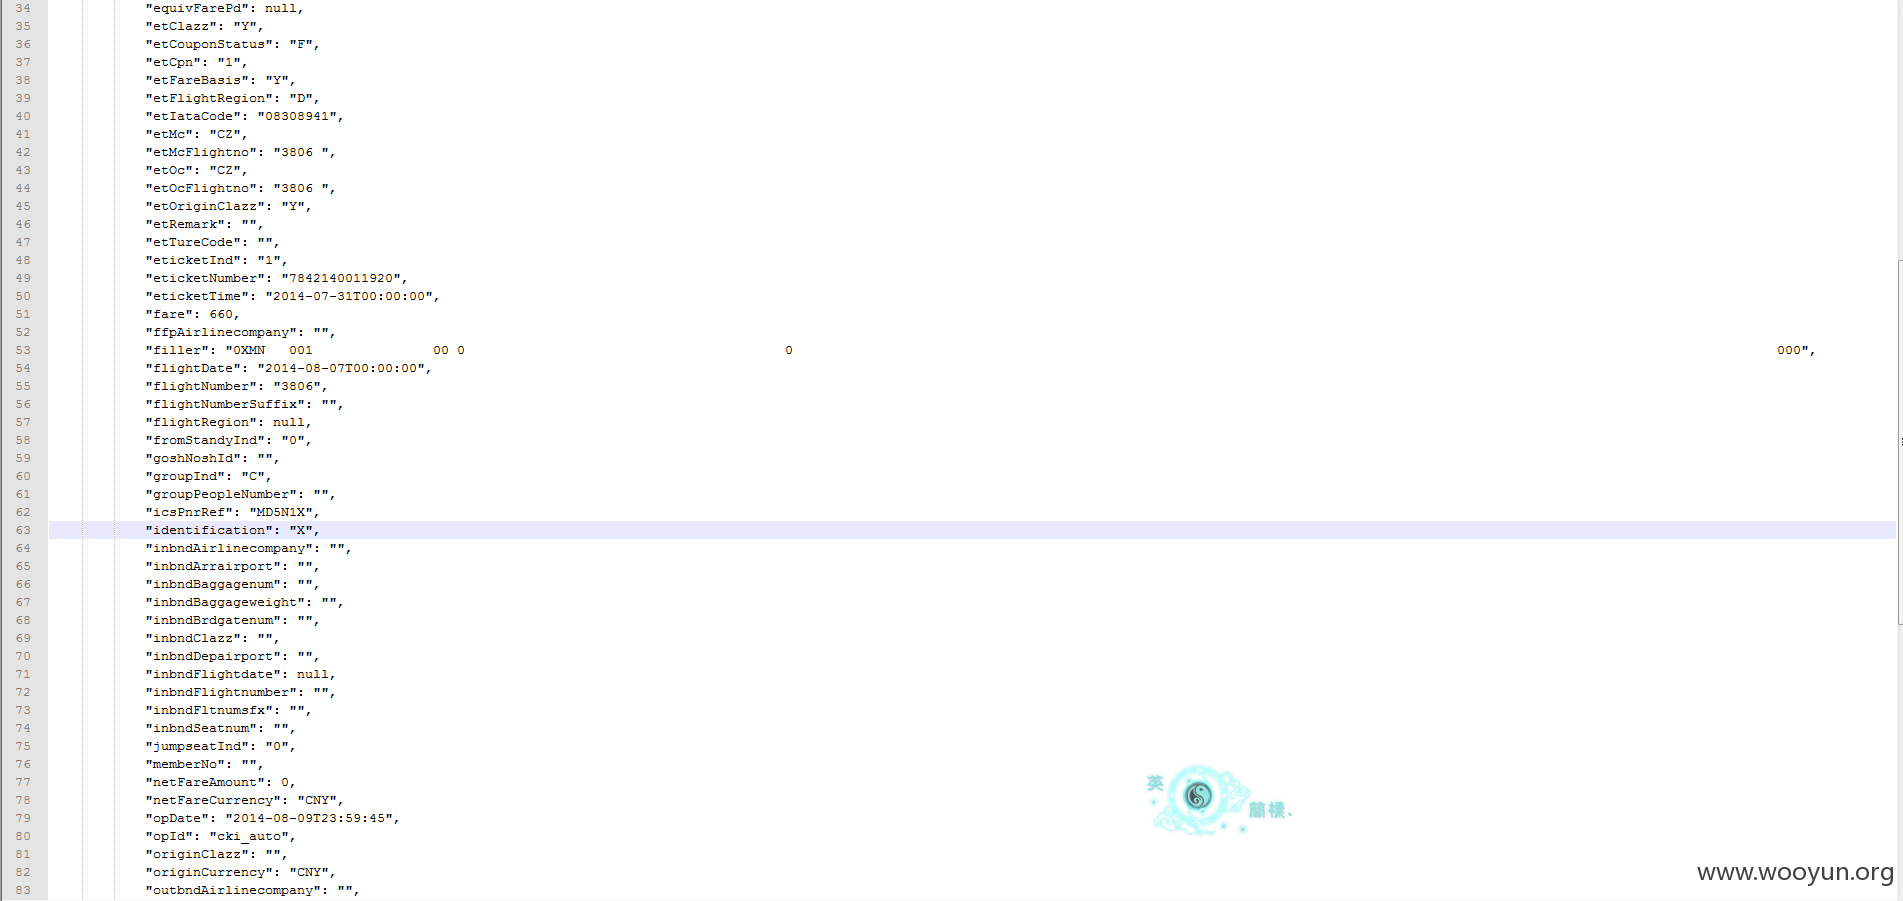 34 "equivFarePd": null,
35 "etClazz": "Y",
36 "etCouponStatus": "F",
37 "etCpn": "1",
38 "etFareBasis": "Y",
39 "etFlightRegion": "D",
40 "etIataCode": "08308941",
41 "etMc": "CZ",
42 "etMcFlightno": "3806 ",
43 "etOc": "CZ",
44 "etOcFlightno": "3806 ",
45 "etOriginClazz": "Y",
46 "etRemark": "",
47 "etTureCode": "",
48 "eticketInd": "1",
49 "eticketNumber": "7842140011920",
50 "eticketTime": "2014-07-31T00:00:00",
51 "fare": 660,
52 "ffpAirlinecompany": "",
53 "filler": "0XMN   001               00 0                                        0                                                                                                                            000",
54 "flightDate": "2014-08-07T00:00:00",
55 "flightNumber": "3806",
56 "flightNumberSuffix": "",
57 "flightRegion": null,
58 "fromStandyInd": "0",
59 "goshNoshId": "",
60 "groupInd": "C",
61 "groupPeopleNumber": "",
62 "icsPnrRef": "MD5N1X",
63 "identification": "X",
64 "inbndAirlinecompany": "",
65 "inbndArrairport": "",
66 "inbndBaggagenum": "",
67 "inbndBaggageweight": "",
68 "inbndBrdgatenum": "",
69 "inbndClazz": "",
70 "inbndDepairport": "",
71 "inbndFlightdate": null,
72 "inbndFlightnumber": "",
73 "inbndFltnumsfx": "",
74 "inbndSeatnum": "",
75 "jumpseatInd": "0",
76 "memberNo": "",
77 "netFareAmount": 0,
78 "netFareCurrency": "CNY",
79 "opDate": "2014-08-09T23:59:45",
80 "opId": "cki_auto",
81 "originClazz": "",
82 "originCurrency": "CNY",
83 "outbndAirlinecompany": "",
英
www.wooyun.org